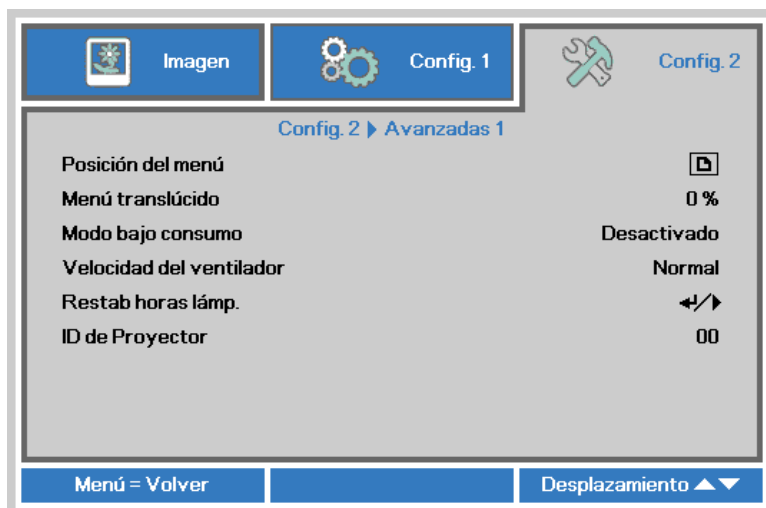 Imagen
Config. 1
Config. 2
Config. 2 ▶ Avanzadas 1
Posición del menú
Menú translúcido 0 %
Modo bajo consumo Desactivado
Velocidad del ventilador Normal
Restab horas lámp. ↵/▶
ID de Proyector 00
Menú = Volver
Desplazamiento ▲▼